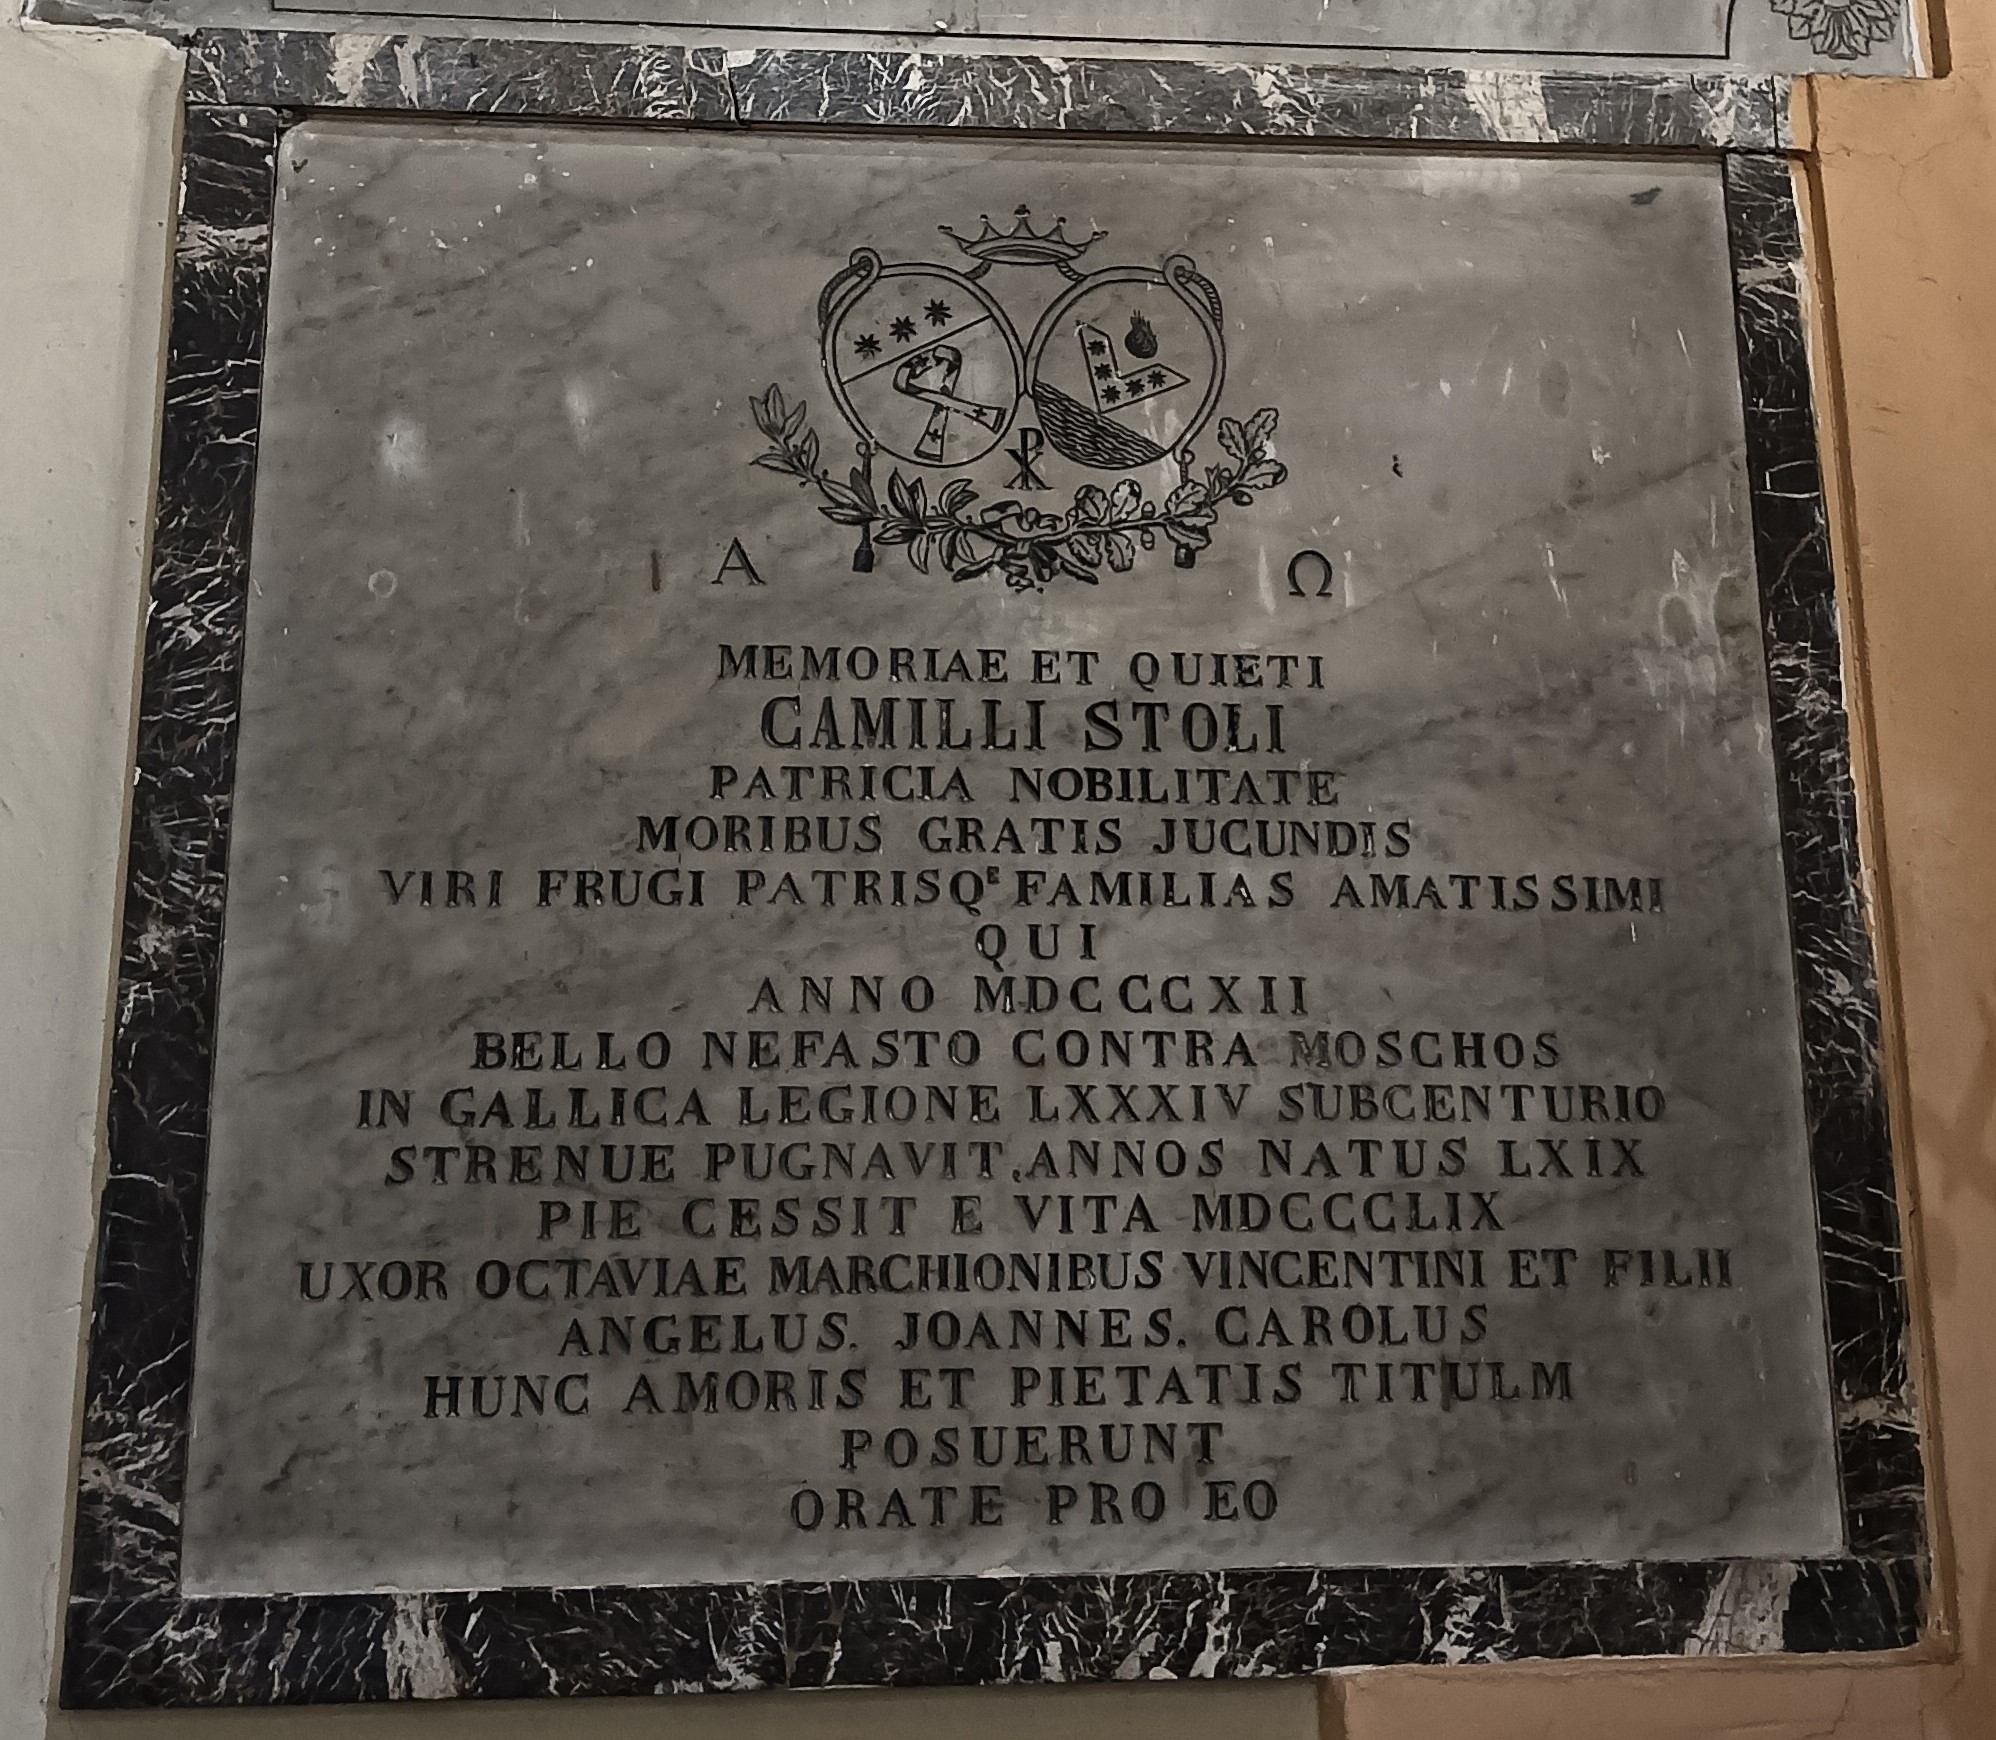 ☧
Α Ω
MEMORIAE ET QUIETI
CAMILLI STOLI
PATRICIA NOBILITATE
MORIBUS GRATIS JUCUNDIS
VIRI FRUGI PATRISQᴱ FAMILIAS AMATISSIMI
QUI
ANNO MDCCCXII
BELLO NEFASTO CONTRA MOSCHOS
IN GALLICA LEGIONE LXXXIV SUBCENTURIO
STRENUE PUGNAVIT, ANNOS NATUS LXIX
PIE CESSIT E VITA MDCCCLIX
UXOR OCTAVIAE MARCHIONIBUS VINCENTINI ET FILII
ANGELUS. JOANNES. CAROLUS
HUNC AMORIS ET PIETATIS TITULM
POSUERUNT
ORATE PRO EO